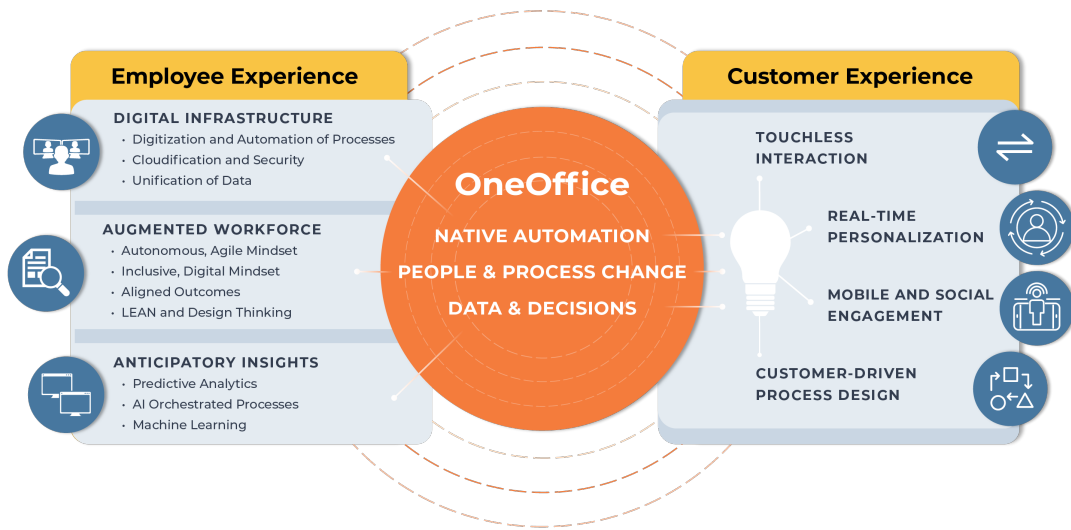 Employee Experience
DIGITAL INFRASTRUCTURE
• Digitization and Automation of Processes
• Cloudification and Security
• Unification of Data
AUGMENTED WORKFORCE
• Autonomous, Agile Mindset
• Inclusive, Digital Mindset
• Aligned Outcomes
• LEAN and Design Thinking
ANTICIPATORY INSIGHTS
• Predictive Analytics
• AI Orchestrated Processes
• Machine Learning
OneOffice
NATIVE AUTOMATION
PEOPLE & PROCESS CHANGE
DATA & DECISIONS
Customer Experience
TOUCHLESS
INTERACTION
REAL-TIME
PERSONALIZATION
MOBILE AND SOCIAL
ENGAGEMENT
CUSTOMER-DRIVEN
PROCESS DESIGN